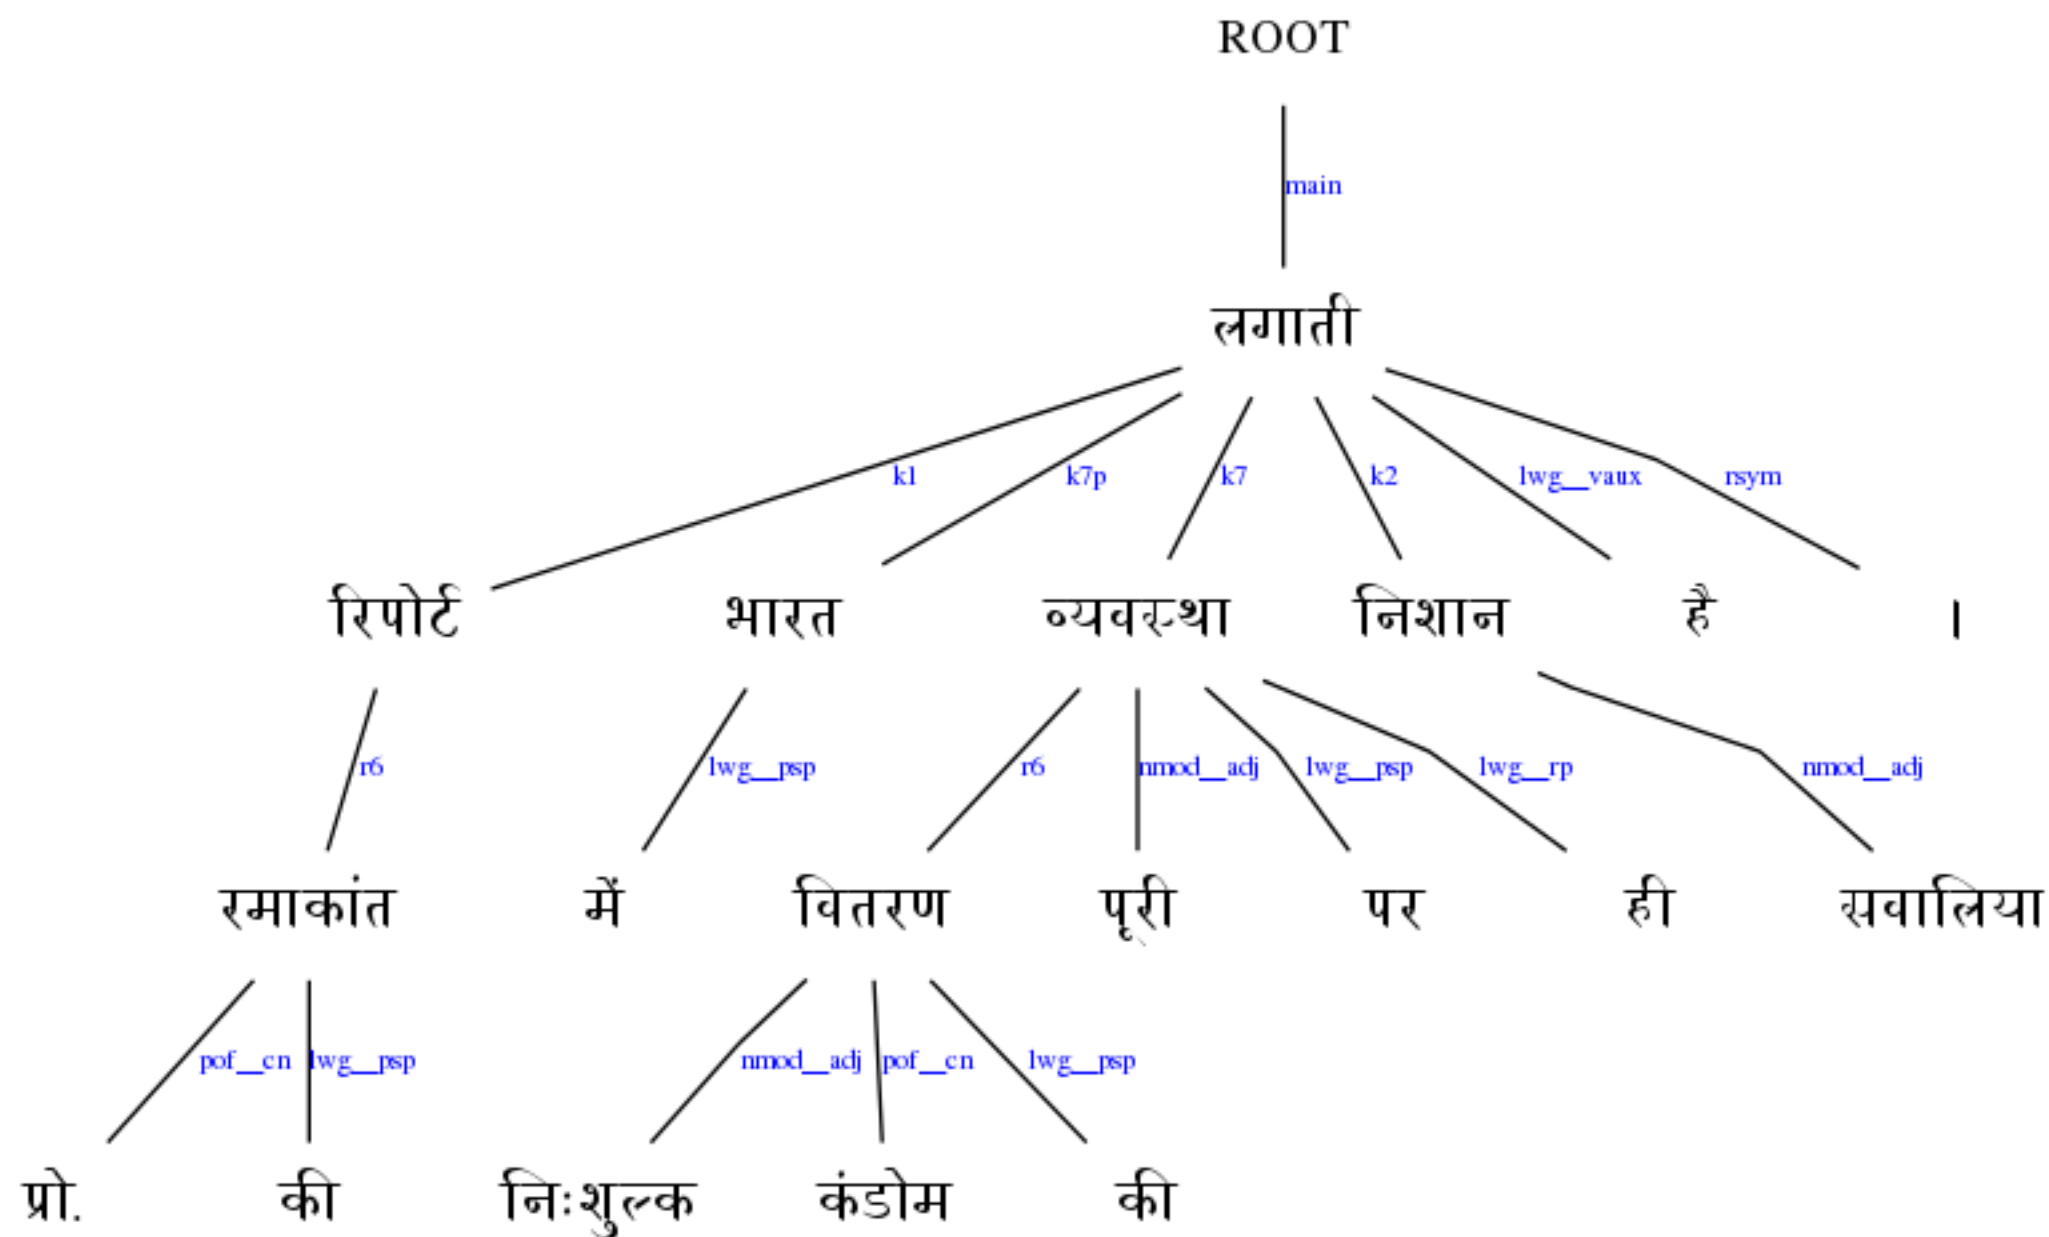 ROOT
main
लगाती
k1 k7p k7 k2 lwg__vaux rsym
रिपोर्ट भारत व्यवस्था निशान है ।
r6 lwg__psp r6 nmod__adj lwg__psp lwg__rp nmod__adj
रमाकांत में वितरण पूरी पर ही सवालिया
pof__cn lwg__psp nmod__adj pof__cn lwg__psp
प्रो. की निःशुल्क कंडोम की